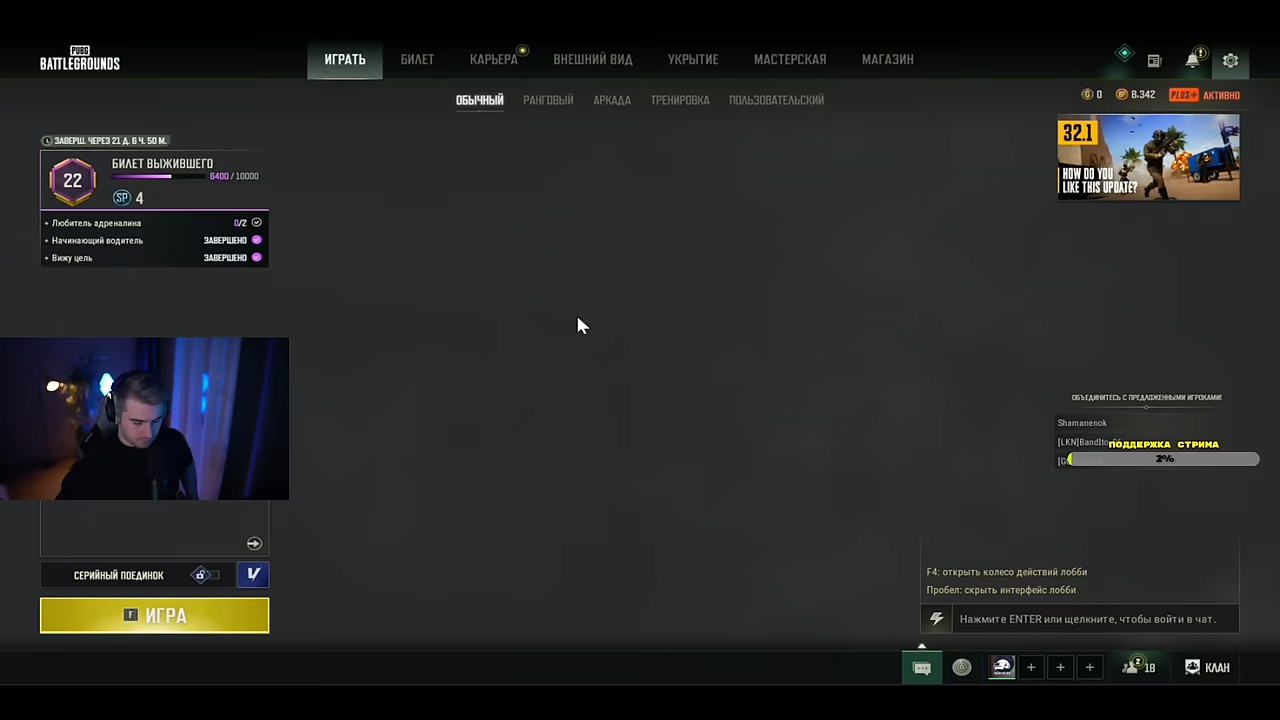 PUBG
BATTLEGROUNDS
ИГРАТЬ
БИЛЕТ
КАРЬЕРА
ВНЕШНИЙ ВИД
УКРЫТИЕ
МАСТЕРСКАЯ
МАГАЗИН
ОБЫЧНЫЙ
РАНГОВЫЙ
АРКАДА
ТРЕНИРОВКА
ПОЛЬЗОВАТЕЛЬСКИЙ
G 0
8.342
PLUS+ АКТИВНО
ЗАВЕРШ. ЧЕРЕЗ 21 Д. 6 Ч. 50 М.
22
БИЛЕТ ВЫЖИВШЕГО
6400 / 10000
SP 4
Любитель адреналина 0/2
Начинающий водитель ЗАВЕРШЕНО
Вижу цель ЗАВЕРШЕНО
32.1
HOW DO YOU
LIKE THIS UPDATE?
ОБЪЕДИНИТЕСЬ С ПРЕДЛОЖЕННЫМИ ИГРОКАМИ!
Shamanenok
ПОДДЕРЖКА СТРИМА
2%
СЕРИЙНЫЙ ПОЕДИНОК
F ИГРА
F4: открыть колесо действий лобби
Пробел: скрыть интерфейс лобби
Нажмите ENTER или щелкните, чтобы войти в чат.
2
18
КЛАН